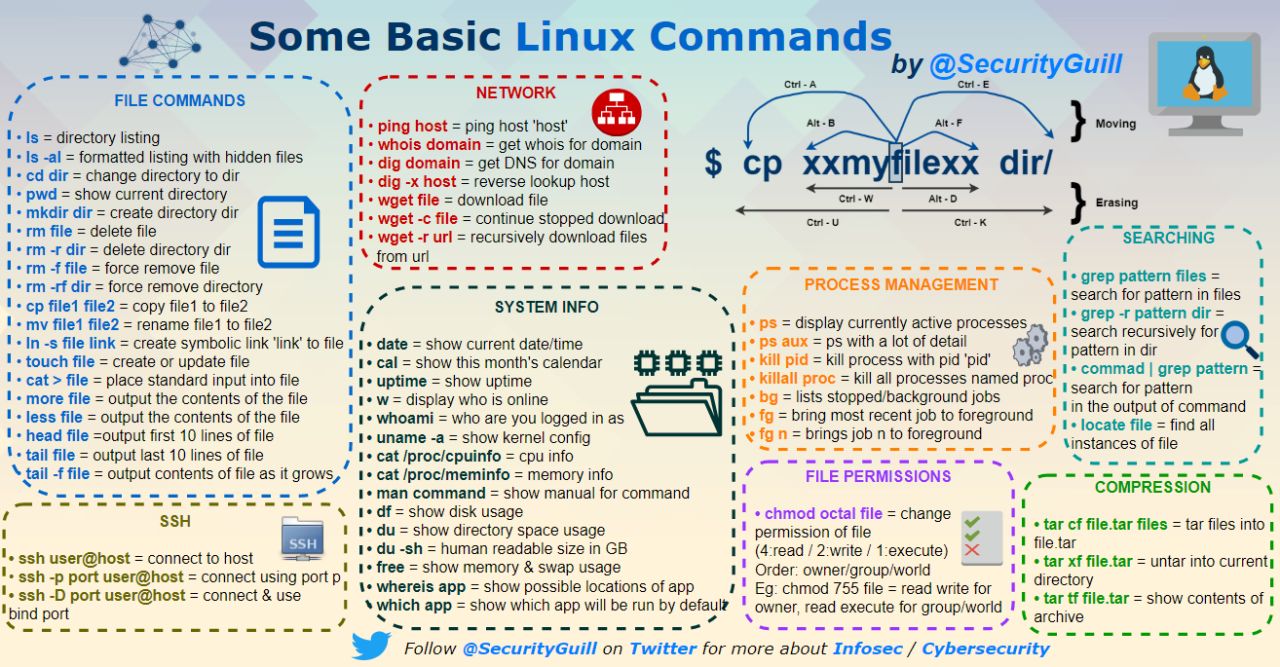 Some Basic Linux Commands
by @SecurityGuill
FILE COMMANDS
• ls = directory listing
• ls -al = formatted listing with hidden files
• cd dir = change directory to dir
• pwd = show current directory
• mkdir dir = create directory dir
• rm file = delete file
• rm -r dir = delete directory dir
• rm -f file = force remove file
• rm -rf dir = force remove directory
• cp file1 file2 = copy file1 to file2
• mv file1 file2 = rename file1 to file2
• ln -s file link = create symbolic link 'link' to file
• touch file = create or update file
• cat > file = place standard input into file
• more file = output the contents of the file
• less file = output the contents of the file
• head file =output first 10 lines of file
• tail file = output last 10 lines of file
• tail -f file = output contents of file as it grows
SSH
SSH
• ssh user@host = connect to host
• ssh -p port user@host = connect using port p
• ssh -D port user@host = connect & use
bind port
NETWORK
• ping host = ping host 'host'
• whois domain = get whois for domain
• dig domain = get DNS for domain
• dig -x host = reverse lookup host
• wget file = download file
• wget -c file = continue stopped download
• wget -r url = recursively download files
from url
SYSTEM INFO
• date = show current date/time
• cal = show this month's calendar
• uptime = show uptime
• w = display who is online
• whoami = who are you logged in as
• uname -a = show kernel config
• cat /proc/cpuinfo = cpu info
• cat /proc/meminfo = memory info
• man command = show manual for command
• df = show disk usage
• du = show directory space usage
• du -sh = human readable size in GB
• free = show memory & swap usage
• whereis app = show possible locations of app
• which app = show which app will be run by default
Ctrl - A
Ctrl - E
Alt - B
Alt - F
Moving
$ cp xxmyfilexx dir/
Ctrl - W
Alt - D
Erasing
Ctrl - U
Ctrl - K
PROCESS MANAGEMENT
• ps = display currently active processes
• ps aux = ps with a lot of detail
• kill pid = kill process with pid 'pid'
• killall proc = kill all processes named proc
• bg = lists stopped/background jobs
• fg = bring most recent job to foreground
• fg n = brings job n to foreground
SEARCHING
• grep pattern files =
search for pattern in files
• grep -r pattern dir =
search recursively for
pattern in dir
• commad | grep pattern =
search for pattern
in the output of command
• locate file = find all
instances of file
FILE PERMISSIONS
• chmod octal file = change
permission of file
(4:read / 2:write / 1:execute)
Order: owner/group/world
Eg: chmod 755 file = read write for
owner, read execute for group/world
COMPRESSION
• tar cf file.tar files = tar files into
file.tar
• tar xf file.tar = untar into current
directory
• tar tf file.tar = show contents of
archive
Follow @SecurityGuill on Twitter for more about Infosec / Cybersecurity